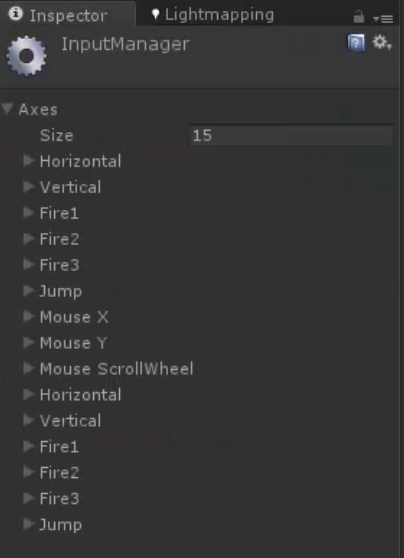 Inspector
Lightmapping
InputManager
Axes
Size 15
Horizontal
Vertical
Fire1
Fire2
Fire3
Jump
Mouse X
Mouse Y
Mouse ScrollWheel
Horizontal
Vertical
Fire1
Fire2
Fire3
Jump